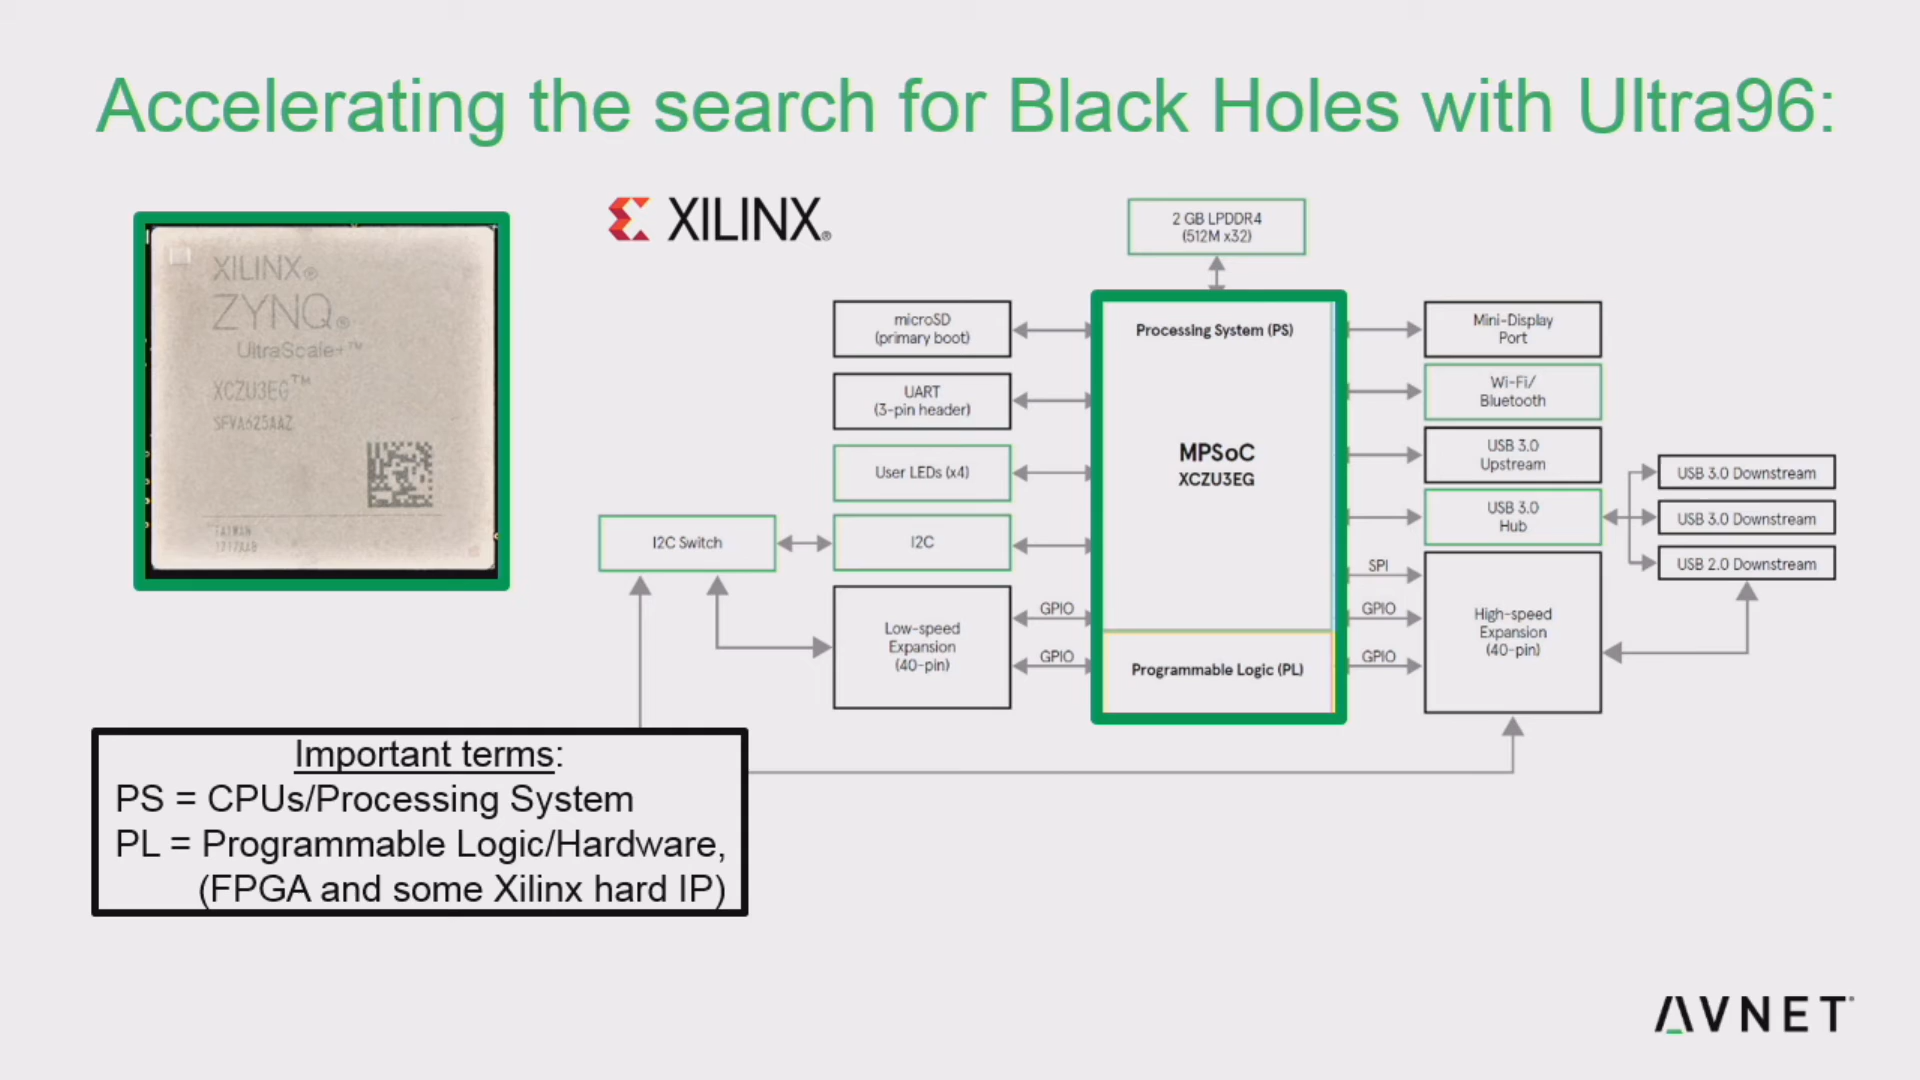 Accelerating the search for Black Holes with Ultra96:
XILINX®
ZYNQ®
UltraScale+™
XCZU3EG™
SFVA625AAZ
TAIWAN
XILINX®
2 GB LPDDR4
(512M x32)
microSD
(primary boot)
UART
(3-pin header)
User LEDs (x4)
I2C Switch
I2C
Low-speed
Expansion
(40-pin)
GPIO
GPIO
Processing System (PS)
MPSoC
XCZU3EG
Programmable Logic (PL)
SPI
GPIO
GPIO
Mini-Display
Port
Wi-Fi/
Bluetooth
USB 3.0
Upstream
USB 3.0
Hub
High-speed
Expansion
(40-pin)
USB 3.0 Downstream
USB 3.0 Downstream
USB 2.0 Downstream
Important terms:
PS = CPUs/Processing System
PL = Programmable Logic/Hardware,
(FPGA and some Xilinx hard IP)
AVNET